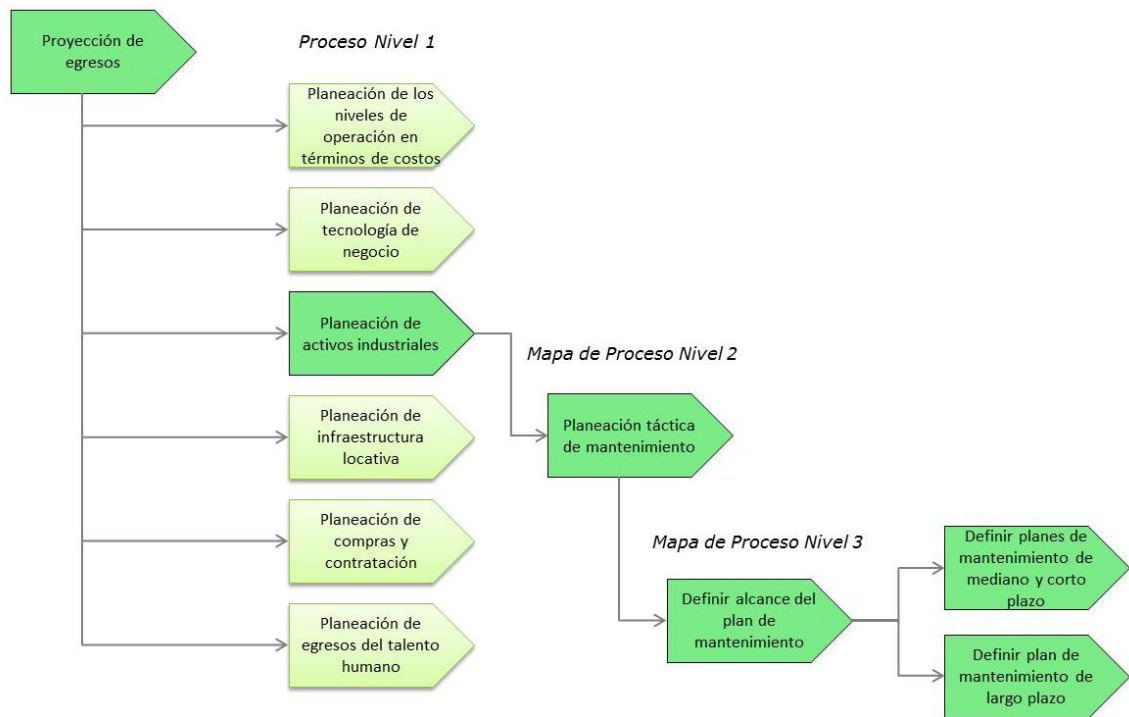 Proyección de
egresos
Proceso Nivel 1
Planeación de los
niveles de
operación en
términos de costos
Planeación de
tecnología de
negocio
Planeación de
activos industriales
Mapa de Proceso Nivel 2
Planeación de
infraestructura
locativa
Planeación táctica
de mantenimiento
Planeación de
compras y
contratación
Mapa de Proceso Nivel 3
Definir planes de
mantenimiento de
mediano y corto
plazo
Planeación de
egresos del talento
humano
Definir alcance del
plan de
mantenimiento
Definir plan de
mantenimiento de
largo plazo